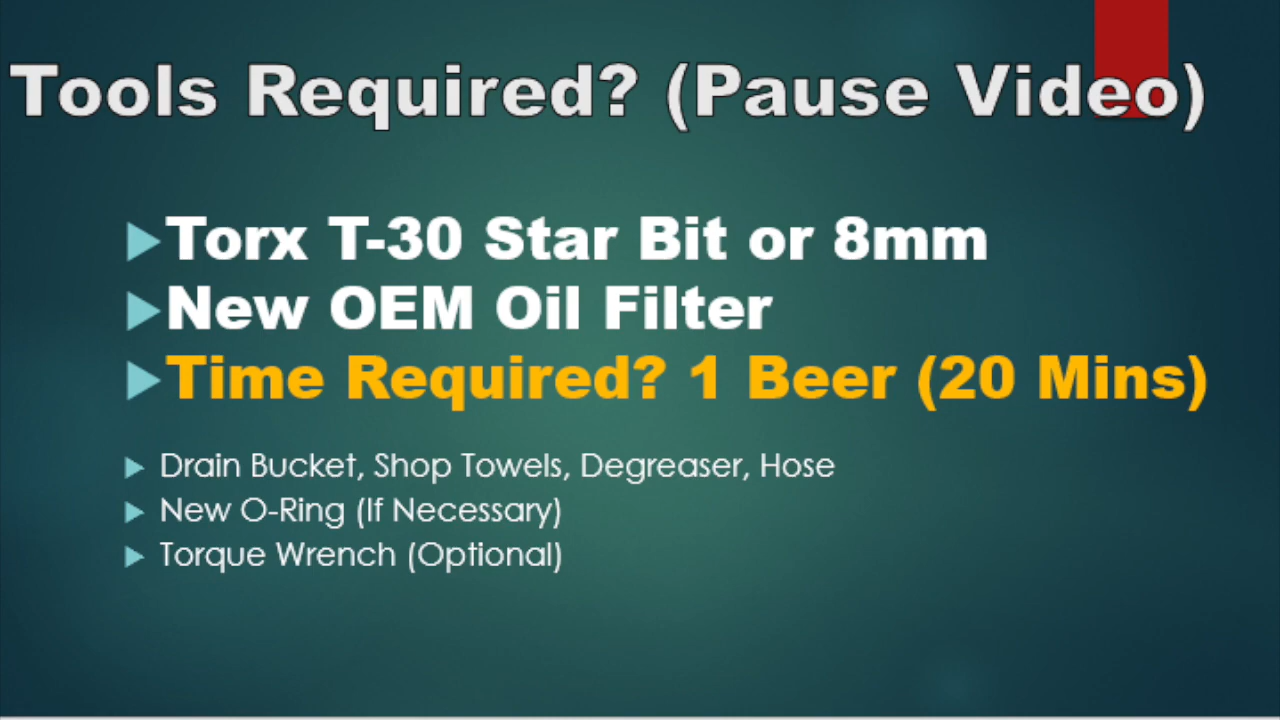 Tools Required? (Pause Video)
Torx T-30 Star Bit or 8mm
New OEM Oil Filter
Time Required? 1 Beer (20 Mins)
Drain Bucket, Shop Towels, Degreaser, Hose
New O-Ring (If Necessary)
Torque Wrench (Optional)